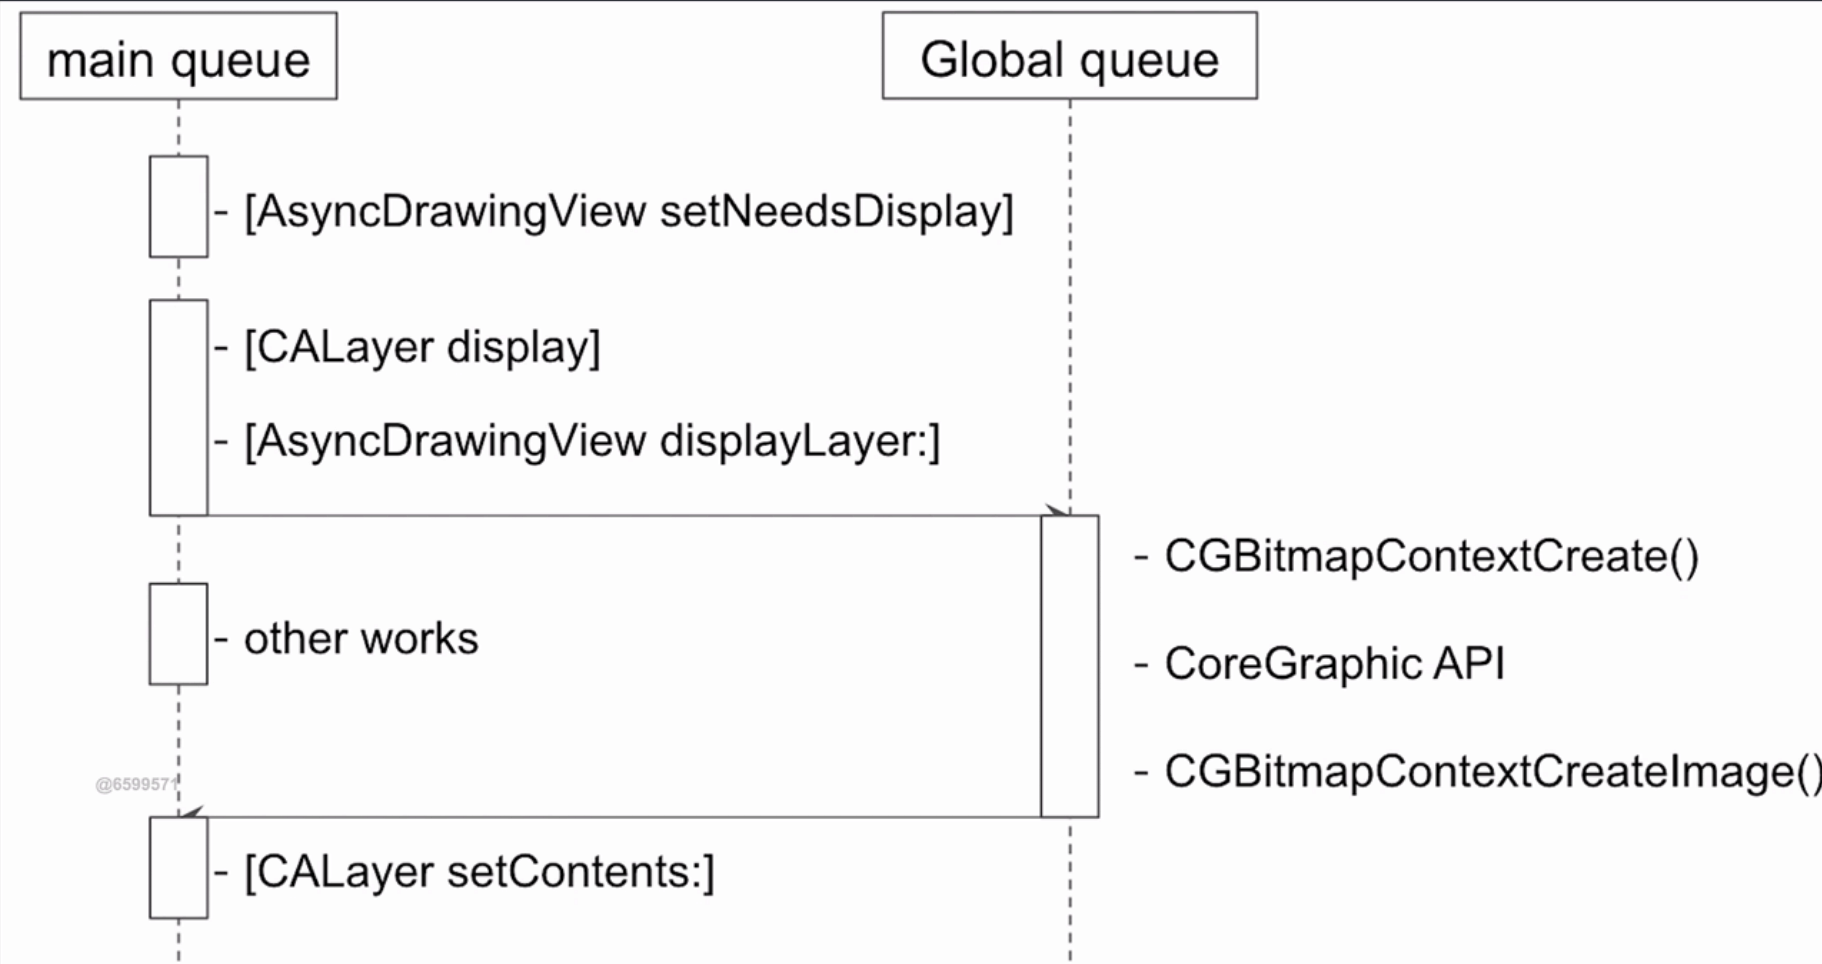 main queue
Global queue
- [AsyncDrawingView setNeedsDisplay]
- [CALayer display]
- [AsyncDrawingView displayLayer:]
- CGBitmapContextCreate()
- other works
- CoreGraphic API
- CGBitmapContextCreateImage()
@6599571
- [CALayer setContents:]